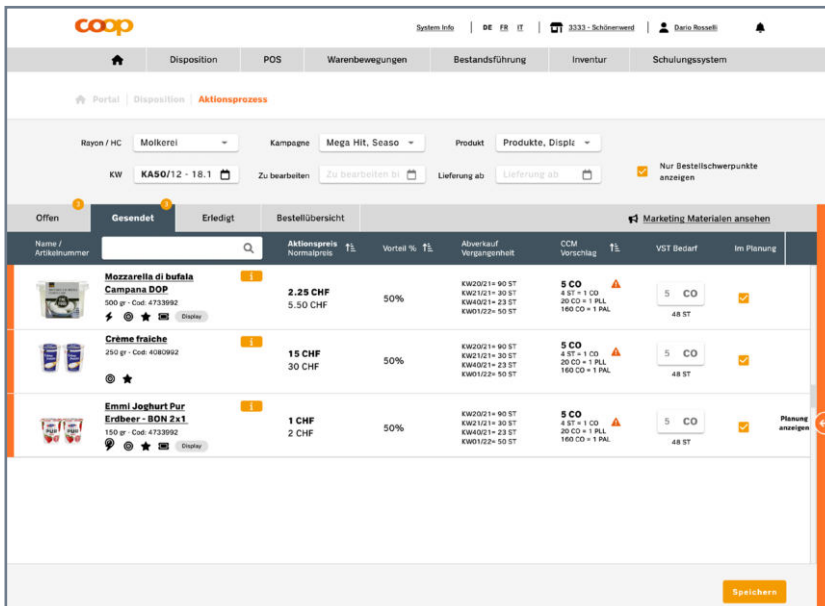 coop
System Info DE FR IT 3333 - Schönenwerd Dario Rosselli
Disposition POS Warenbewegungen Bestandsführung Inventur Schulungssystem
Portal Disposition Aktionsprozess
Rayon / HC Molkerei Kampagne Mega Hit, Seaso Produkt Produkte, Displa
KW KA50/12 - 18.1 Zu bearbeiten Zu bearbeiten bi Lieferung ab Lieferung ab Nur Bestellschwerpunkte
anzeigen
Offen Gesendet Erledigt Bestellübersicht Marketing Materialen ansehen
Name /
Artikelnummer
Aktionspreis
Normalpreis
Vorteil %
Abverkauf
Vergangenheit
CCM
Vorschlag
VST Bedarf
Im Planung
Mozzarella di bufala
Campana DOP
500 gr - Cod: 4733992
Display
i
2.25 CHF
5.50 CHF
50%
KW20/21= 90 ST
KW21/21= 30 ST
KW40/21= 23 ST
KW01/22= 50 ST
5 CO
4 ST = 1 CO
20 CO = 1 PLL
160 CO = 1 PAL
5 CO
48 ST
Crème fraîche
250 gr - Cod: 4080992
i
15 CHF
30 CHF
50%
KW20/21= 90 ST
KW21/21= 30 ST
KW40/21= 23 ST
KW01/22= 50 ST
5 CO
4 ST = 1 CO
20 CO = 1 PLL
160 CO = 1 PAL
5 CO
48 ST
Emmi Joghurt Pur
Erdbeer - BON 2x1
150 gr - Cod: 4733992
Display
i
1 CHF
2 CHF
50%
KW20/21= 90 ST
KW21/21= 30 ST
KW40/21= 23 ST
KW01/22= 50 ST
5 CO
4 ST = 1 CO
20 CO = 1 PLL
160 CO = 1 PAL
5 CO
48 ST
Planung
anzeigen
Speichern